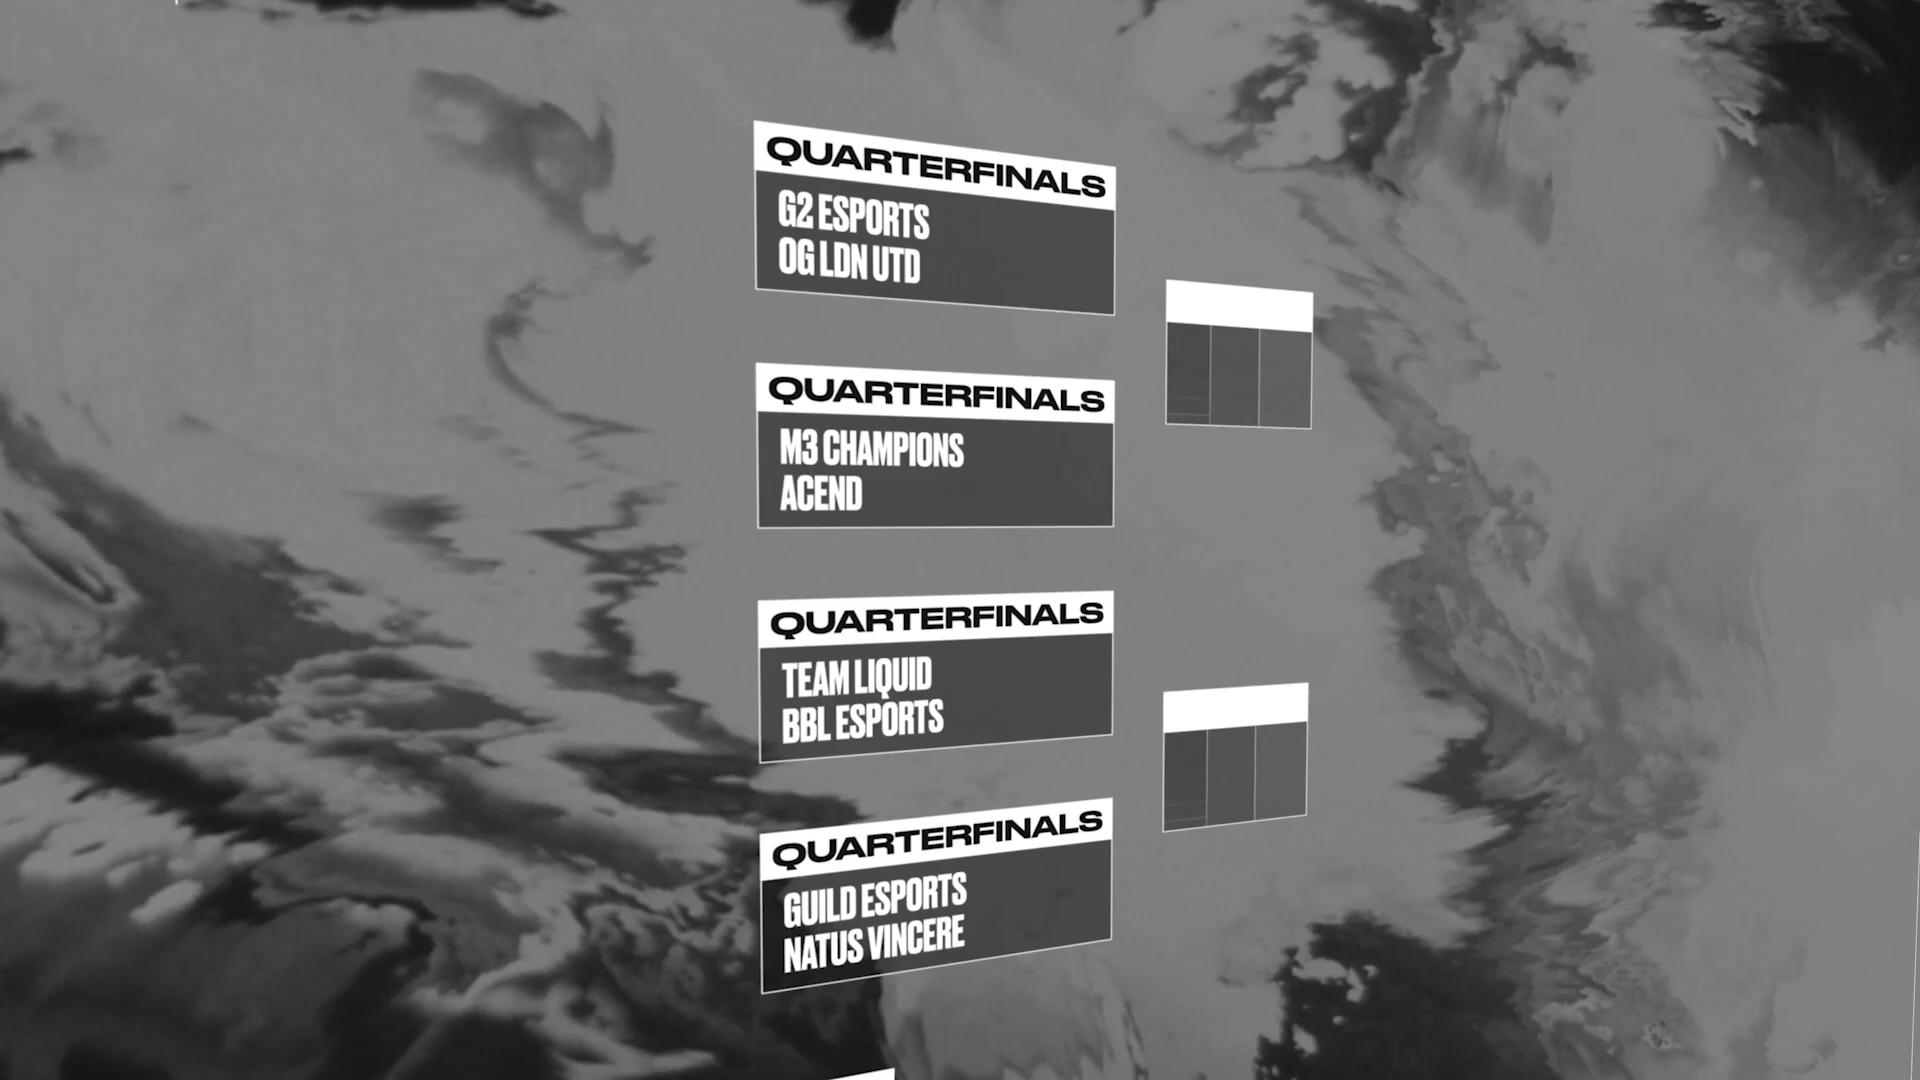 QUARTERFINALS
G2 ESPORTS
OG LDN UTD
QUARTERFINALS
M3 CHAMPIONS
ACEND
QUARTERFINALS
TEAM LIQUID
BBL ESPORTS
QUARTERFINALS
GUILD ESPORTS
NATUS VINCERE